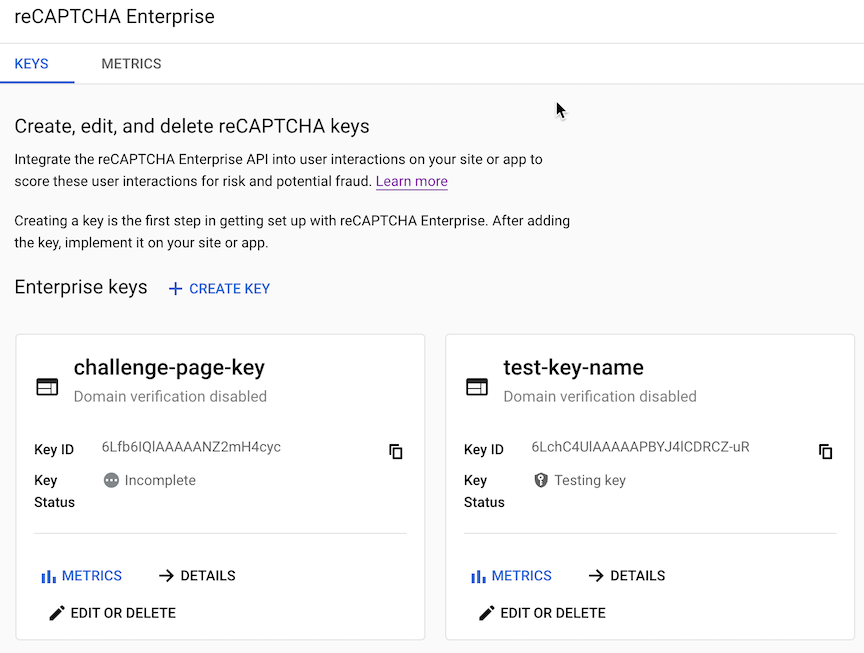 reCAPTCHA Enterprise
KEYS METRICS
Create, edit, and delete reCAPTCHA keys
Integrate the reCAPTCHA Enterprise API into user interactions on your site or app to
score these user interactions for risk and potential fraud. Learn more
Creating a key is the first step in getting set up with reCAPTCHA Enterprise. After adding
the key, implement it on your site or app.
Enterprise keys + CREATE KEY
challenge-page-key
Domain verification disabled
Key ID 6Lfb6IQlAAAAANZ2mH4cyc
Key
Status
Incomplete
METRICS DETAILS
EDIT OR DELETE
test-key-name
Domain verification disabled
Key ID 6LchC4UlAAAAAPBYJ4lCDRCZ-uR
Key
Status
Testing key
METRICS DETAILS
EDIT OR DELETE